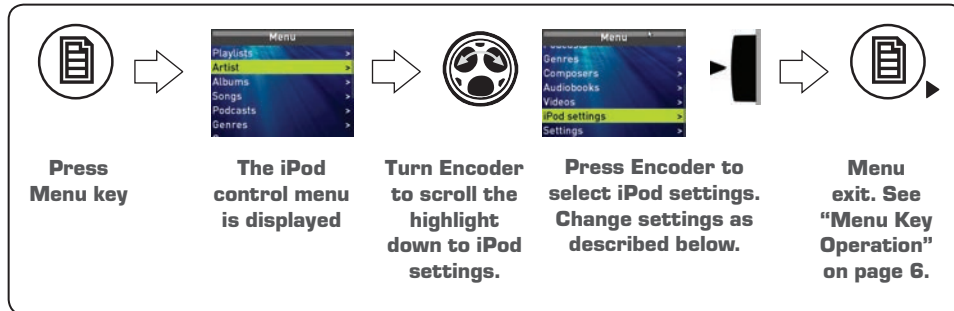 Menu
Playlists >
Artist >
Albums >
Songs >
Podcasts >
Genres >
Menu
Podcasts >
Genres >
Composers >
Audiobooks >
Videos >
iPod settings >
Settings >
Press
Menu key
The iPod
control menu
is displayed
Turn Encoder
to scroll the
highlight
down to iPod
settings.
Press Encoder to
select iPod settings.
Change settings as
described below.
Menu
exit. See
“Menu Key
Operation”
on page 6.